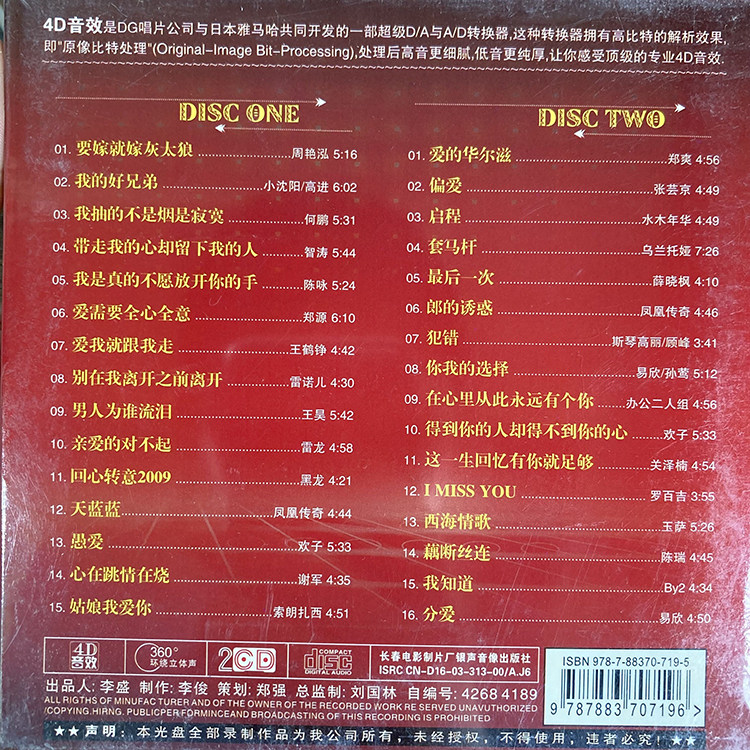 4D音效是DG唱片公司与日本雅马哈共同开发的一部超级D/A与A/D转换器,这种转换器拥有高比特的解析效果,
即"原像比特处理"(Original-Image Bit-Processing),处理后高音更细腻,低音更纯厚,让你感受顶级的专业4D音效.
DISC ONE
01. 要嫁就嫁灰太狼 周艳泓 5:16
02. 我的好兄弟 小沈阳/高进 6:02
03. 我抽的不是烟是寂寞 何鹏 5:31
04. 带走我的心却留下我的人 智涛 5:44
05. 我是真的不愿放开你的手 陈咏 5:24
06. 爱需要全心全意 郑源 6:10
07. 爱我就跟我走 王鹤铮 4:42
08. 别在我离开之前离开 雷诺儿 4:30
09. 男人为谁流泪 王昊 5:42
10. 亲爱的对不起 雷龙 4:58
11. 回心转意2009 黑龙 4:21
12. 天蓝蓝 凤凰传奇 4:44
13. 愚爱 欢子 5:33
14. 心在跳情在烧 谢军 4:35
15. 姑娘我爱你 索朗扎西 4:51
DISC TWO
01. 爱的华尔滋 郑爽 4:56
02. 偏爱 张芸京 4:49
03. 启程 水木年华 4:49
04. 套马杆 乌兰托娅 7:26
05. 最后一次 薛晓枫 4:10
06. 郎的诱惑 凤凰传奇 4:46
07. 犯错 斯琴高丽/顾峰 3:41
08. 你我的选择 易欣/孙莺 5:12
09. 在心里从此永远有个你 办公二人组 4:56
10. 得到你的人却得不到你的心 欢子 5:33
11. 这一生回忆有你就足够 关泽楠 4:54
12. I MISS YOU 罗百吉 3:55
13. 西海情歌 玉萨 5:26
14. 藕断丝连 陈瑞 4:45
15. 我知道 By2 4:34
16. 分爱 易欣 4:50
4D 音效
360° 环绕立体声
2CD
COMPACT disc DIGITAL AUDIO
长春电影制片厂银声音像出版社
ISRC CN-D16-03-313-00/A.J6
ISBN 978-7-88370-719-5
9 787883 707196
出品人: 李盛 制作: 李俊 策划: 郑强 总监制: 刘国林 自编号: 4268 4189
ALL RIGTHS OF MINUFAC TURER AND OF THE OWNER OF THE RECORDED WORK RE SERVED UNAVUTHORIZED
/COPYING. HIRNG. PUBLICPER FORMINCEAND BROADCASTING OF THIS RECORDING IS PROHIBITED
★★ 声明: 本光盘全部录制作品为我公司所有,未经授权,不得使用,违者必究! ★★